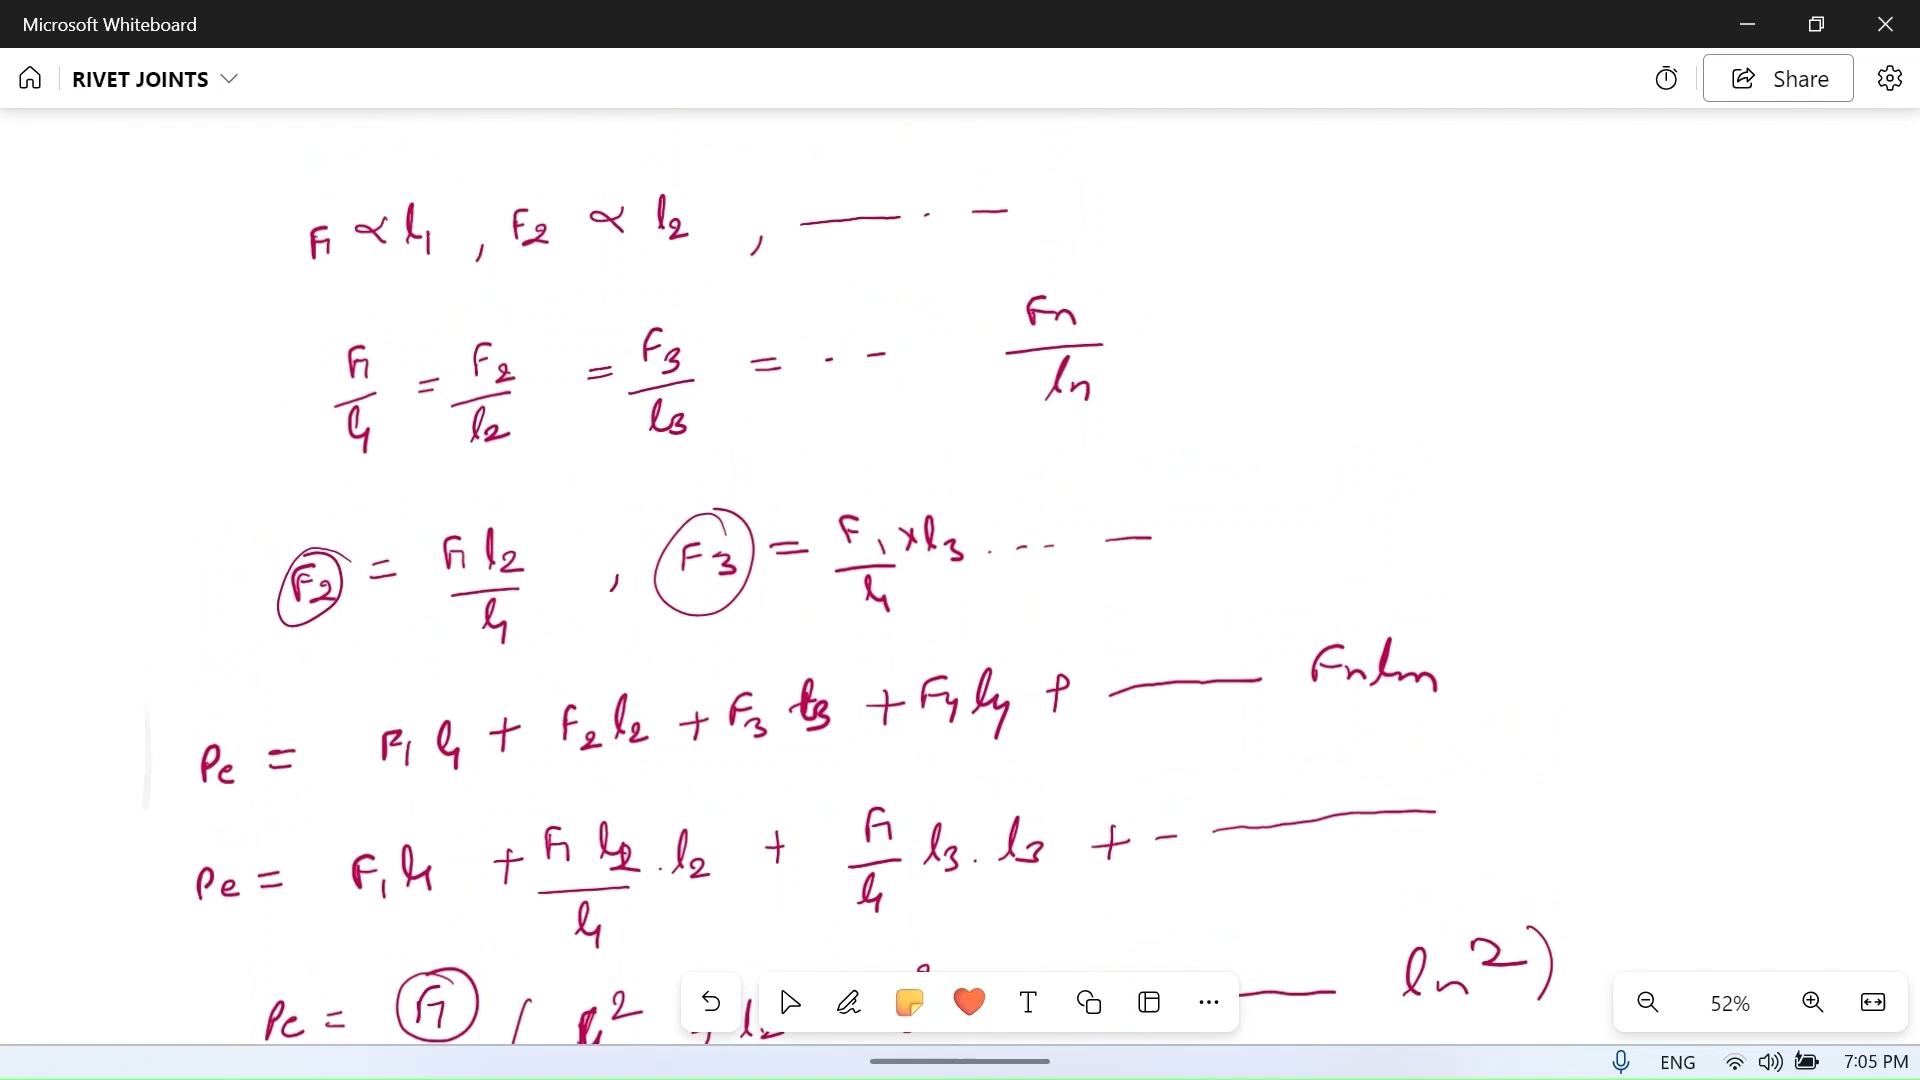 Microsoft Whiteboard
RIVET JOINTS
Share
F1 ∝ l1 , F2 ∝ l2 , —— . —
F1/l1 = F2/l2 = F3/l3 = . . – Fn/ln
F2 = F1 l2/l1 , F3 = F1/l1 × l3 . . - - —
Pe = F1 l1 + F2 l2 + F3 l3 + F4 l4 + —— Fn ln
Pe = F1 l1 + F1 l2/l1 . l2 + F1/l1 l3 . l3 + – ——
Pe = F1 ( l1^2 —— ln^2 )
T
52%
ENG
7:05 PM